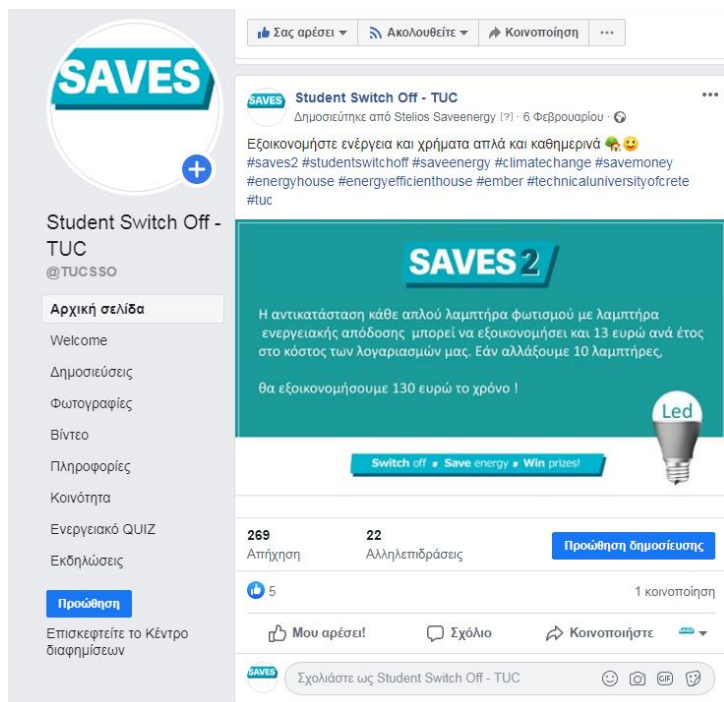 SAVES
Student Switch Off -
TUC
@TUCSSO
Αρχική σελίδα
Welcome
Δημοσιεύσεις
Φωτογραφίες
Βίντεο
Πληροφορίες
Κοινότητα
Ενεργειακό QUIZ
Εκδηλώσεις
Προώθηση
Επισκεφτείτε το Κέντρο
διαφημίσεων
Σας αρέσει Ακολουθείτε Κοινοποίηση ...
SAVES Student Switch Off - TUC ...
Δημοσιεύτηκε από Stelios Saveenergy [?] · 6 Φεβρουαρίου ·
Εξοικονομήστε ενέργεια και χρήματα απλά και καθημερινά
#saves2 #studentswitchoff #saveenergy #climatechange #savemoney
#energyhouse #energyefficienthouse #ember #technicaluniversityofcrete
#tuc
SAVES 2
Η αντικατάσταση κάθε απλού λαμπτήρα φωτισμού με λαμπτήρα
ενεργειακής απόδοσης μπορεί να εξοικονομήσει και 13 ευρώ ανά έτος
στο κόστος των λογαριασμών μας. Εάν αλλάξουμε 10 λαμπτήρες,
θα εξοικονομήσουμε 130 ευρώ το χρόνο !
Led
Switch off Save energy Win prizes!
269 22
Απήχηση Αλληλεπιδράσεις Προώθηση δημοσίευσης
5 1 κοινοποίηση
Μου αρέσει! Σχόλιο Κοινοποιήστε
SAVES Σχολιάστε ως Student Switch Off - TUC GIF